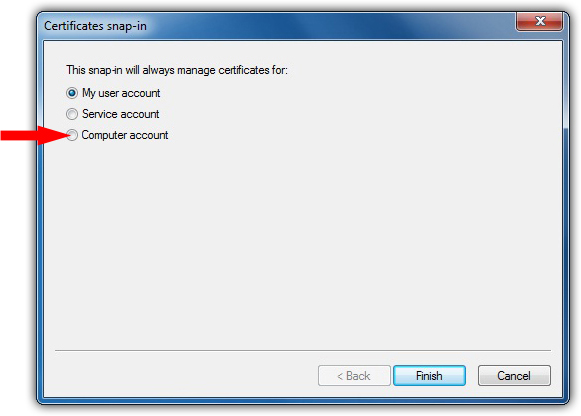 Certificates snap-in
This snap-in will always manage certificates for:
My user account
Service account
Computer account
< Back Finish Cancel